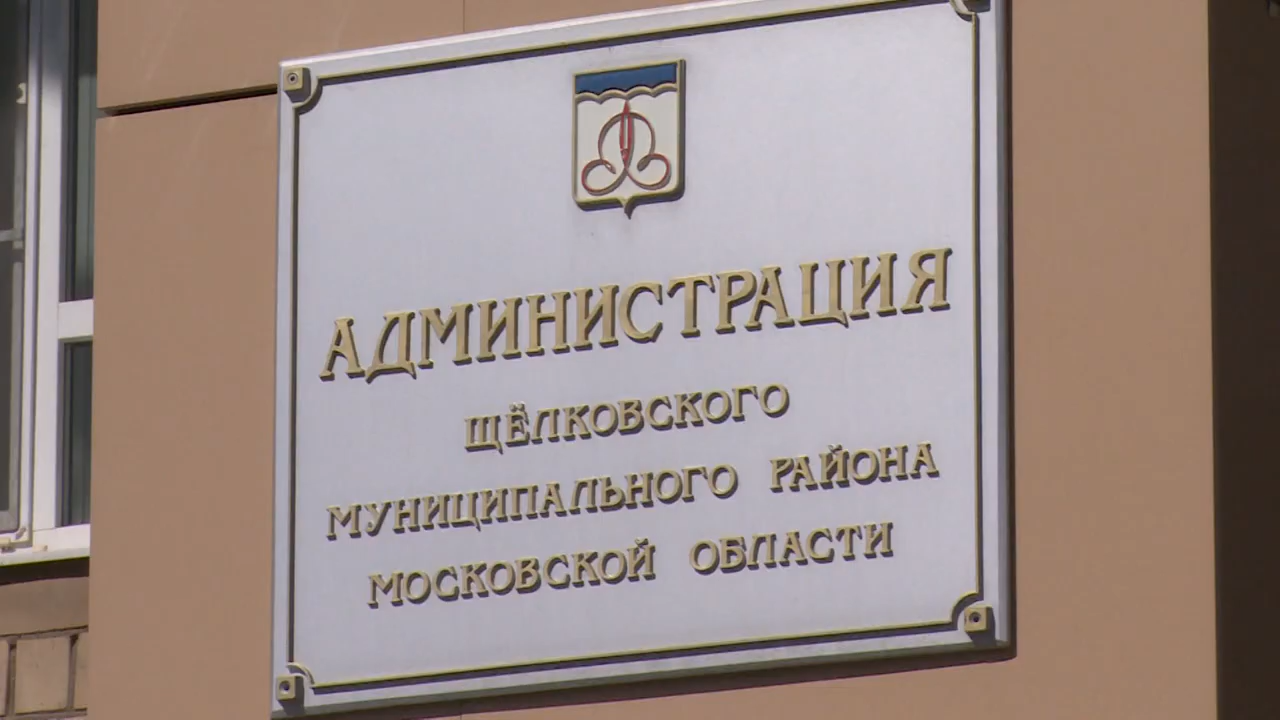 АДМИНИСТРАЦИЯ
ЩЁЛКОВСКОГО
МУНИЦИПАЛЬНОГО РАЙОНА
МОСКОВСКОЙ ОБЛАСТИ